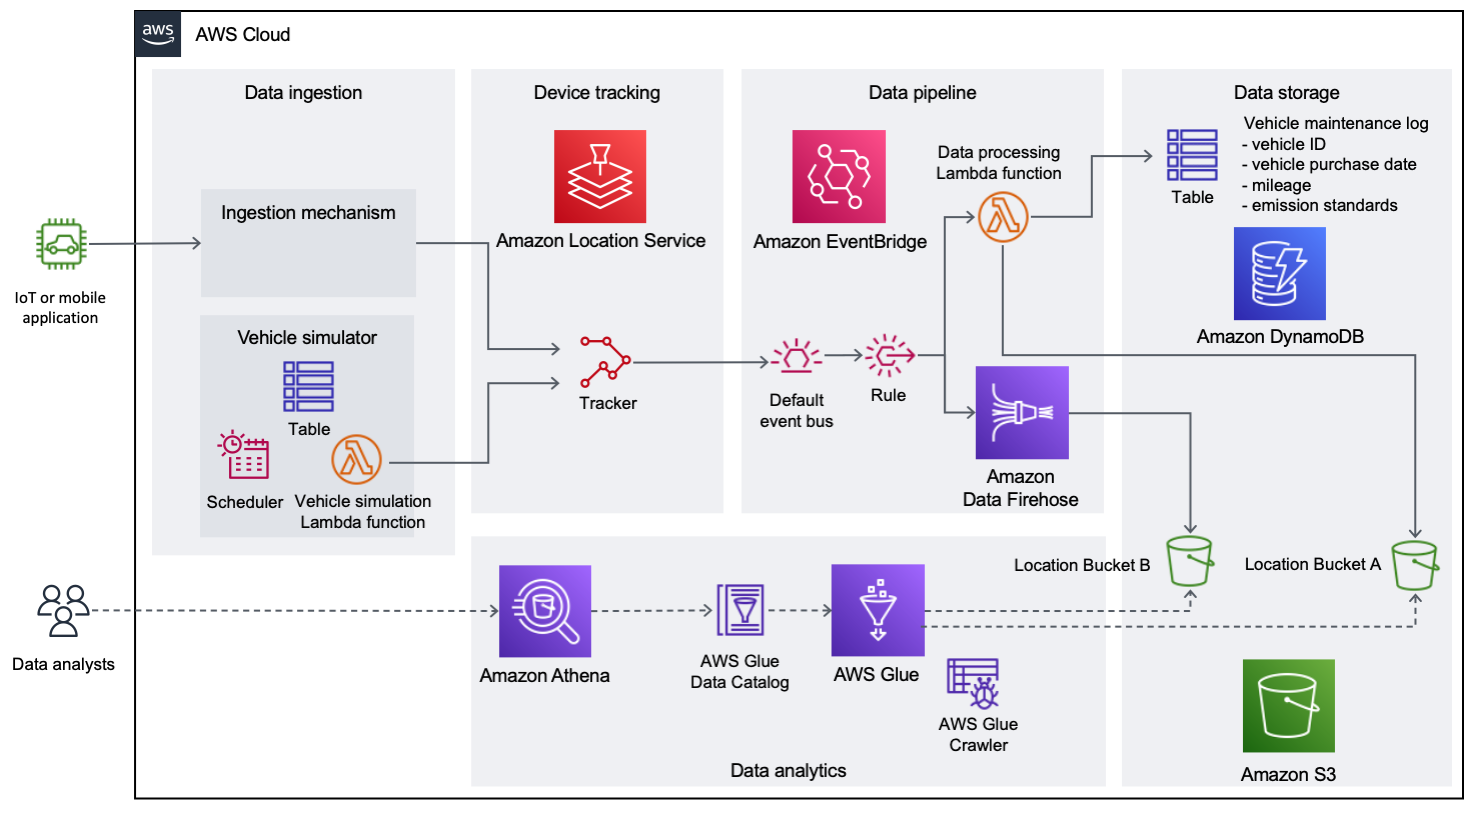 aws
AWS Cloud
Data ingestion
Ingestion mechanism
IoT or mobile
application
Vehicle simulator
Table
Scheduler
Vehicle simulation
Lambda function
Device tracking
Amazon Location Service
Tracker
Data pipeline
Amazon EventBridge
Data processing
Lambda function
Default
event bus
Rule
Amazon
Data Firehose
Data storage
Table
Vehicle maintenance log
- vehicle ID
- vehicle purchase date
- mileage
- emission standards
Amazon DynamoDB
Location Bucket B
Location Bucket A
Amazon S3
Data analysts
Amazon Athena
AWS Glue
Data Catalog
AWS Glue
AWS Glue
Crawler
Data analytics